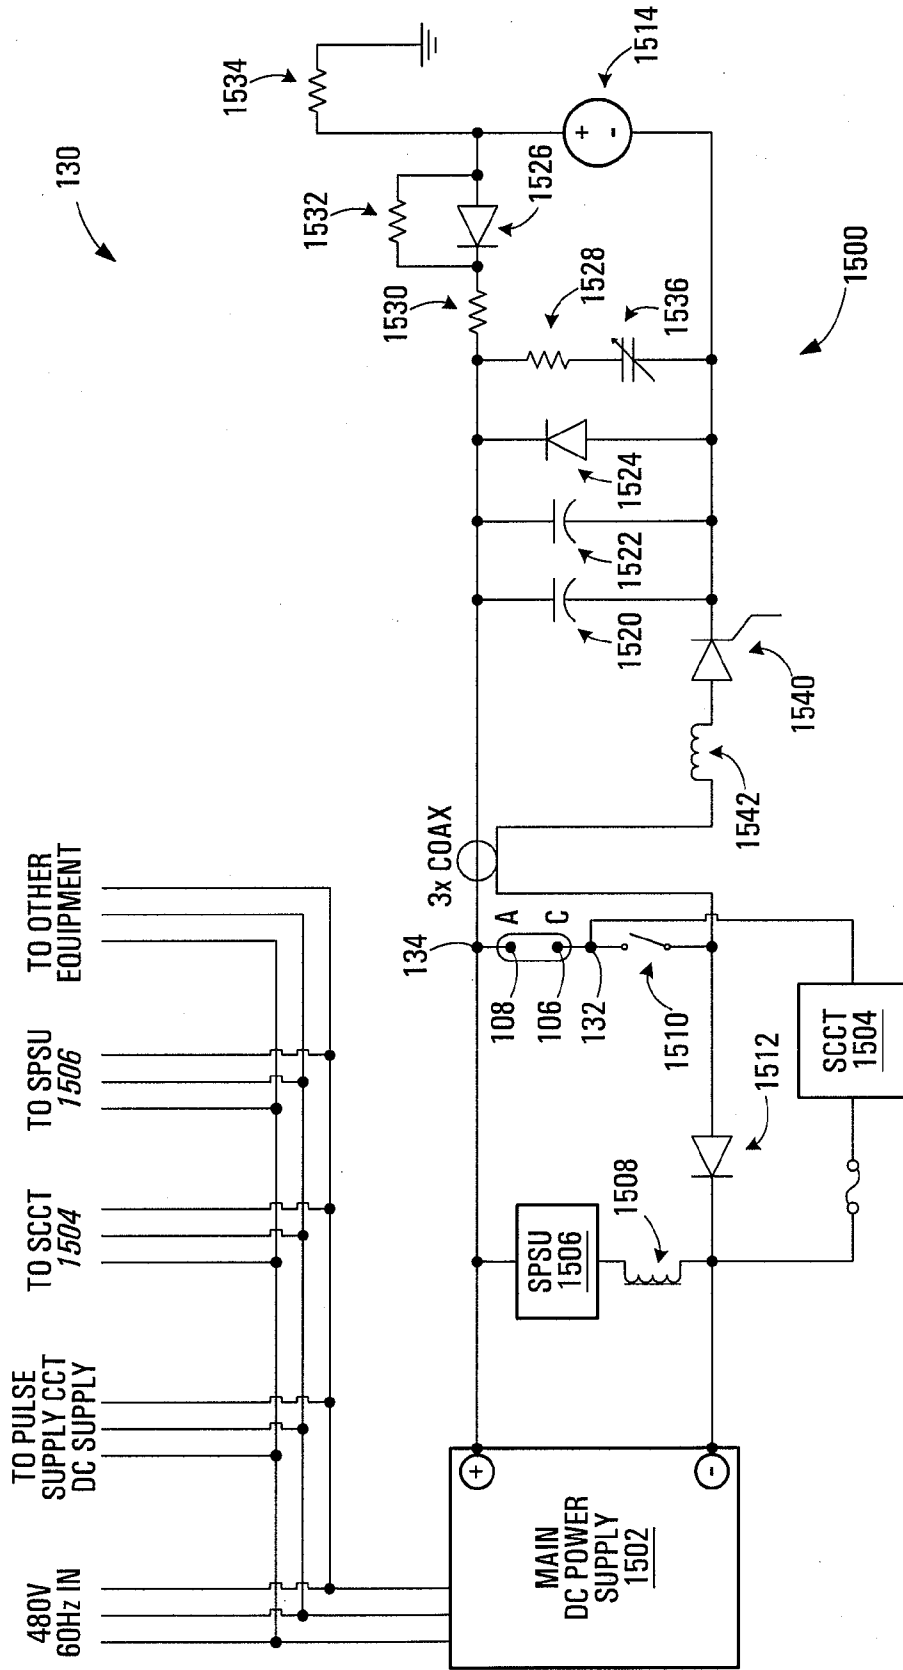 130
480V
60Hz IN
TO PULSE
SUPPLY CCT
DC SUPPLY
TO SCCT
1504
TO SPSU
1506
TO OTHER
EQUIPMENT
1534
1532
1530
1526
1528
1536
1514
1500
MAIN
DC POWER
SUPPLY
1502
+
-
SPSU
1506
1508
1512
SCCT
1504
134
108
A
106
C
132
1510
3x COAX
1542
1540
1520
1522
1524
+
-